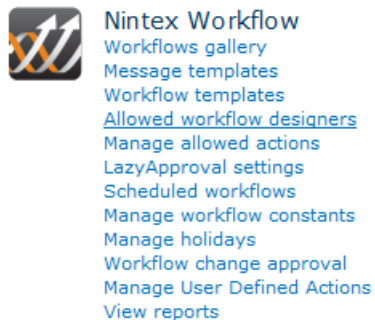 Nintex Workflow
Workflows gallery
Message templates
Workflow templates
Allowed workflow designers
Manage allowed actions
LazyApproval settings
Scheduled workflows
Manage workflow constants
Manage holidays
Workflow change approval
Manage User Defined Actions
View reports